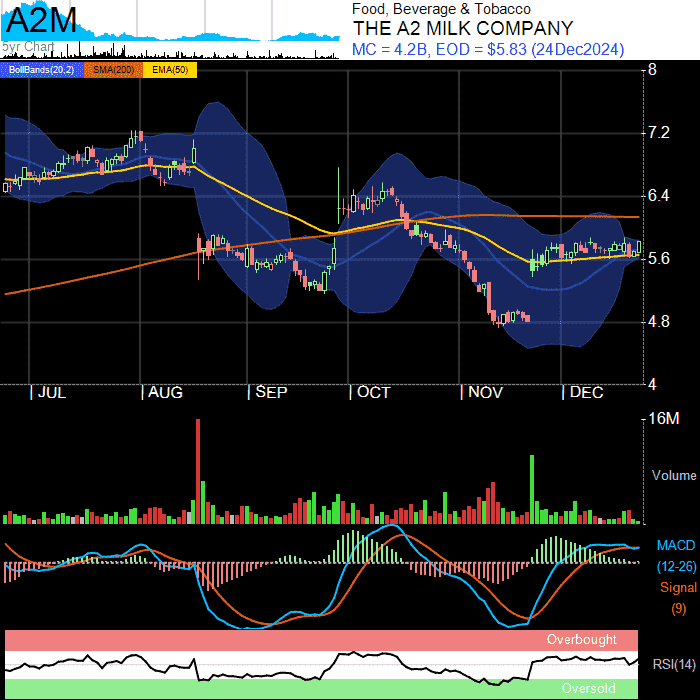 A2M
5yr Chart
Food, Beverage & Tobacco
THE A2 MILK COMPANY
MC = 4.2B, EOD = $5.83 (24Dec2024)
BollBands(20,2) SMA(200) EMA(50)
8
7.2
6.4
5.6
4.8
4
JUL AUG SEP OCT NOV DEC
16M
Volume
MACD
(12-26)
Signal
(9)
Overbought
RSI(14)
Oversold